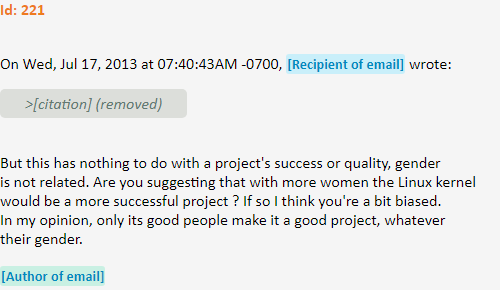 Id: 221
On Wed, Jul 17, 2013 at 07:40:43AM -0700, [Recipient of email] wrote:
>[citation] (removed)
But this has nothing to do with a project's success or quality, gender
is not related. Are you suggesting that with more women the Linux kernel
would be a more successful project ? If so I think you're a bit biased.
In my opinion, only its good people make it a good project, whatever
their gender.
[Author of email]